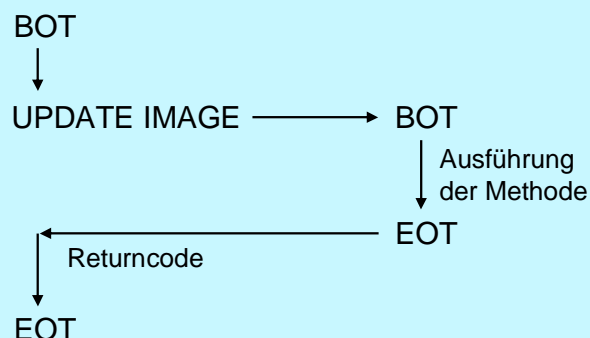 BOT
UPDATE IMAGE
BOT
Ausführung
der Methode
EOT
Returncode
EOT